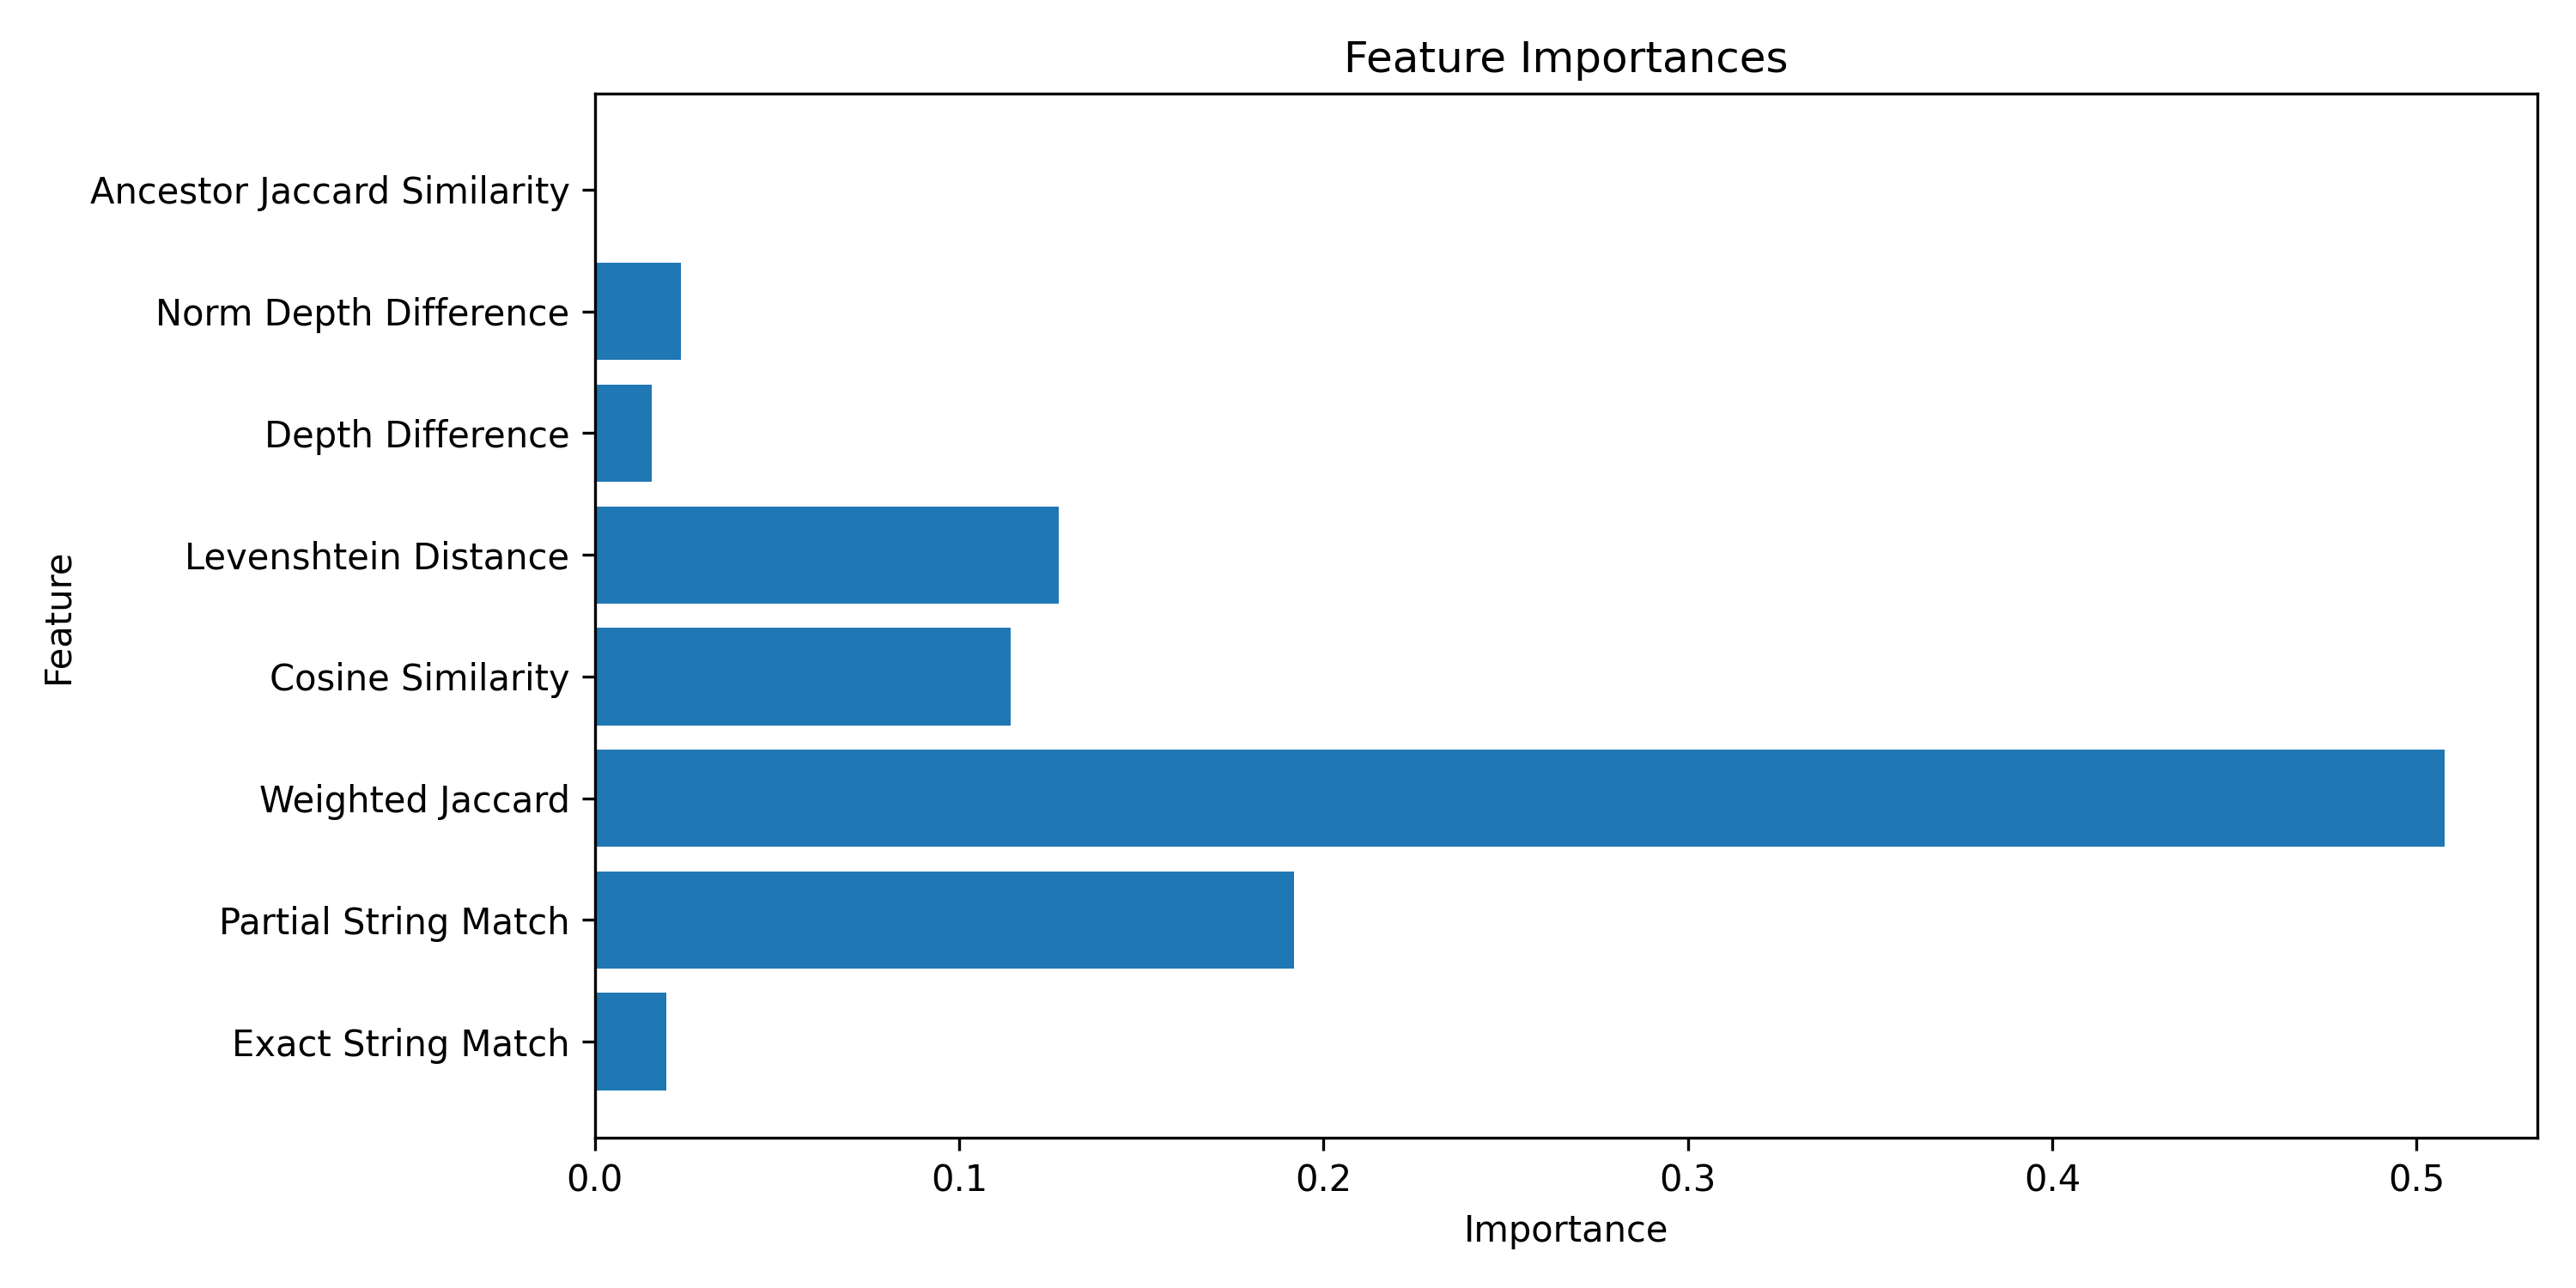 Feature Importances
Ancestor Jaccard Similarity
Norm Depth Difference
Depth Difference
Levenshtein Distance
Cosine Similarity
Weighted Jaccard
Partial String Match
Exact String Match
Feature
0.0 0.1 0.2 0.3 0.4 0.5
Importance